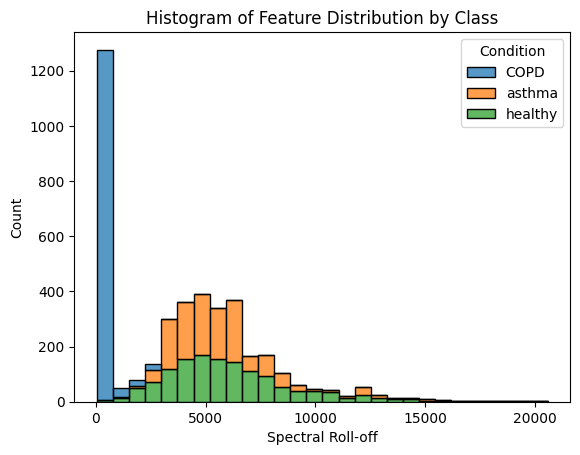 Histogram of Feature Distribution by Class
Condition
COPD
asthma
healthy
Count
1200
1000
800
600
400
200
0
0 5000 10000 15000 20000
Spectral Roll-off